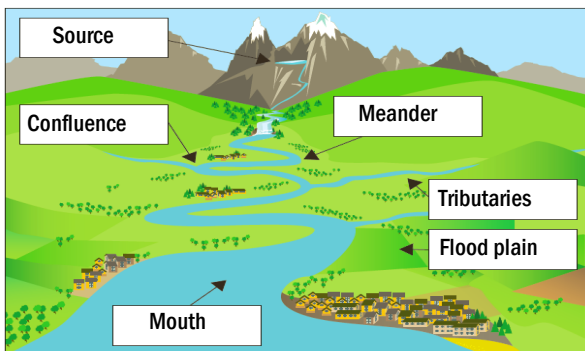 Source
Confluence
Meander
Tributaries
Flood plain
Mouth